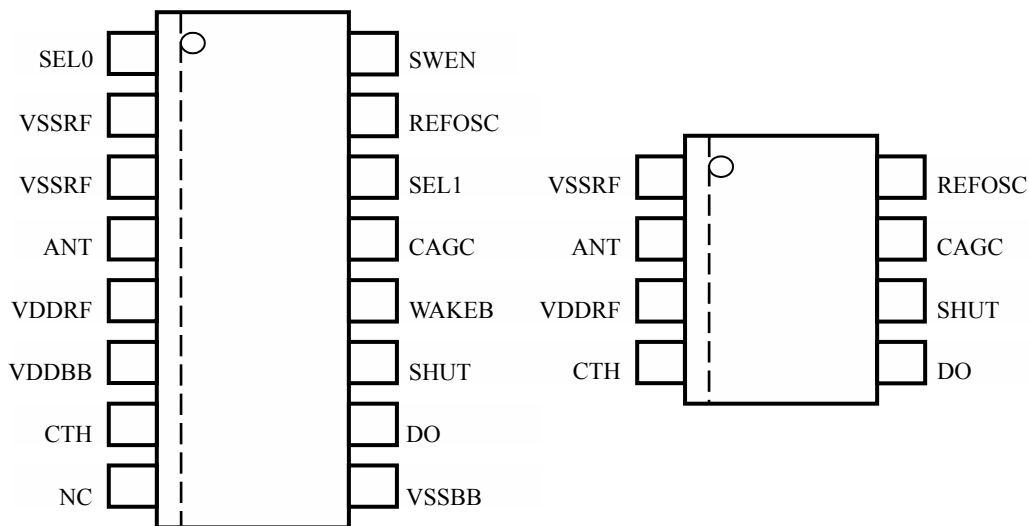 SEL0
VSSRF
VSSRF
ANT
VDDRF
VDDBB
CTH
NC
SWEN
REFOSC
SEL1
CAGC
WAKEB
SHUT
DO
VSSBB
VSSRF
ANT
VDDRF
CTH
REFOSC
CAGC
SHUT
DO